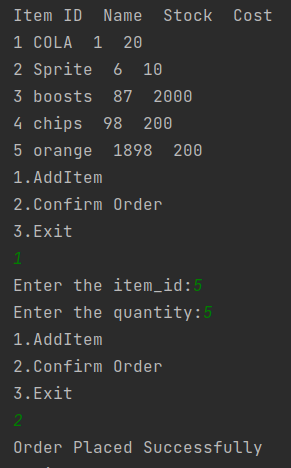 Item ID  Name  Stock  Cost
1 COLA  1  20
2 Sprite  6  10
3 boosts  87  2000
4 chips  98  200
5 orange  1898  200
1.AddItem
2.Confirm Order
3.Exit
1
Enter the item_id:5
Enter the quantity:5
1.AddItem
2.Confirm Order
3.Exit
2
Order Placed Successfully